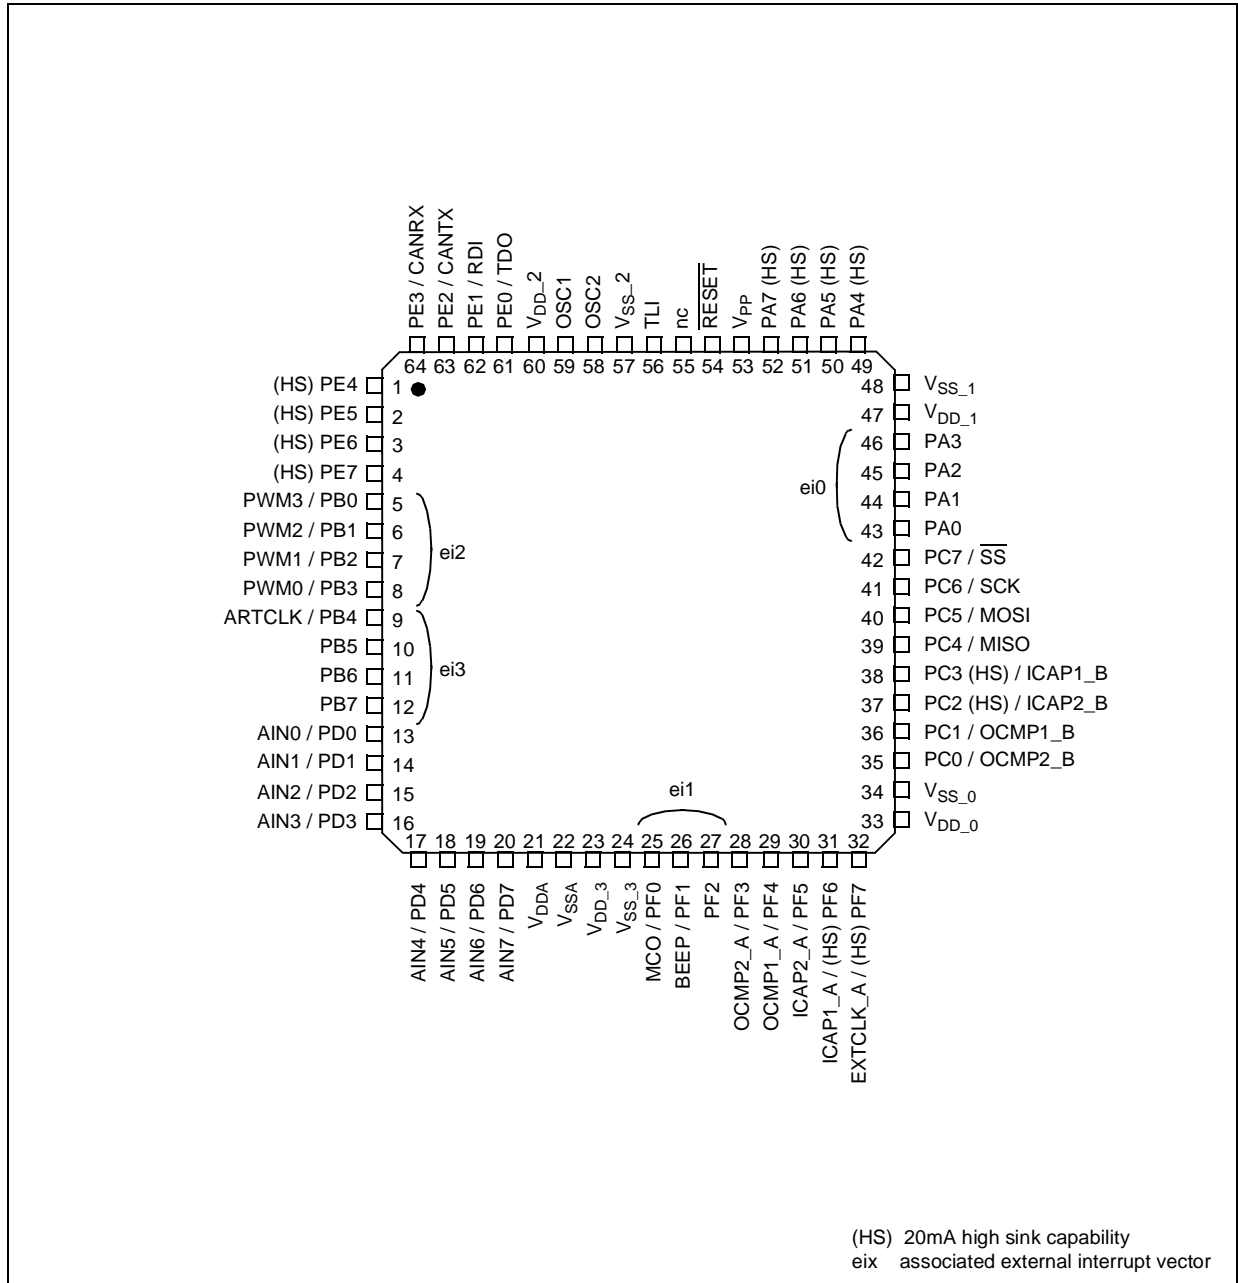 PE3 / CANRX
PE2 / CANTX
PE1 / RDI
PE0 / TDO
VDD_2
OSC1
OSC2
VSS_2
TLI
nc
RESET
VPP
PA7 (HS)
PA6 (HS)
PA5 (HS)
PA4 (HS)
64 63 62 61 60 59 58 57 56 55 54 53 52 51 50 49
(HS) PE4 1
(HS) PE5 2
(HS) PE6 3
(HS) PE7 4
PWM3 / PB0 5
PWM2 / PB1 6
PWM1 / PB2 7
PWM0 / PB3 8
ei2
ARTCLK / PB4 9
PB5 10
PB6 11
PB7 12
ei3
AIN0 / PD0 13
AIN1 / PD1 14
AIN2 / PD2 15
AIN3 / PD3 16
48 VSS_1
47 VDD_1
46 PA3
45 PA2
44 PA1
43 PA0
ei0
42 PC7 / SS
41 PC6 / SCK
40 PC5 / MOSI
39 PC4 / MISO
38 PC3 (HS) / ICAP1_B
37 PC2 (HS) / ICAP2_B
36 PC1 / OCMP1_B
35 PC0 / OCMP2_B
34 VSS_0
33 VDD_0
ei1
17 18 19 20 21 22 23 24 25 26 27 28 29 30 31 32
AIN4 / PD4
AIN5 / PD5
AIN6 / PD6
AIN7 / PD7
VDDA
VSSA
VDD_3
VSS_3
MCO / PF0
BEEP / PF1
PF2
OCMP2_A / PF3
OCMP1_A / PF4
ICAP2_A / PF5
ICAP1_A / (HS) PF6
EXTCLK_A / (HS) PF7
(HS) 20mA high sink capability
eix associated external interrupt vector